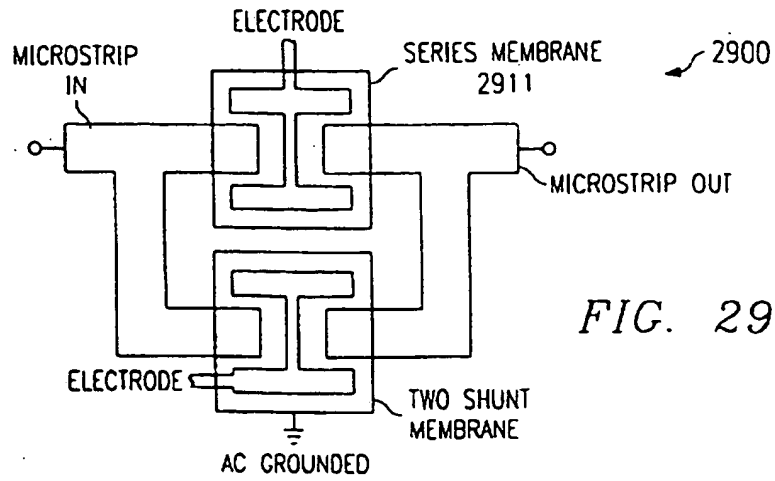 ELECTRODE
MICROSTRIP
IN
SERIES MEMBRANE
2911
2900
MICROSTRIP OUT
FIG. 29
ELECTRODE
TWO SHUNT
MEMBRANE
AC GROUNDED